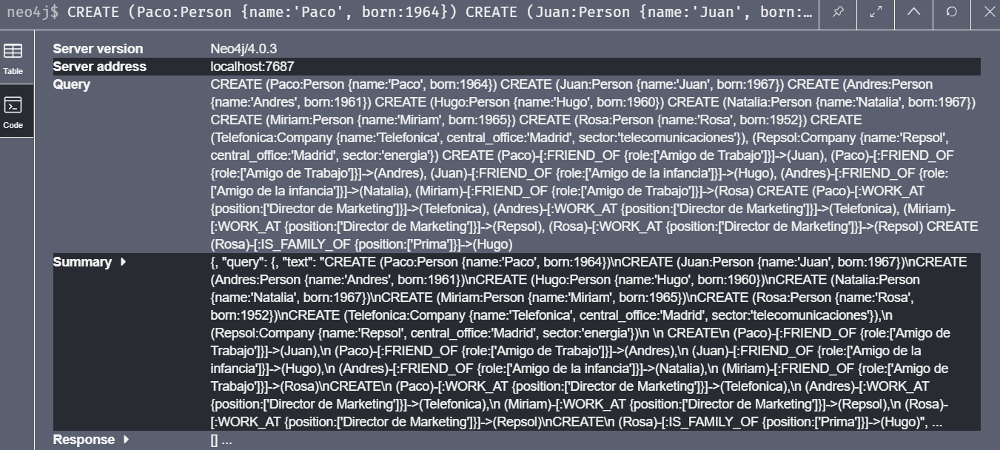 neo4j$ CREATE (Paco:Person {name:'Paco', born:1964}) CREATE (Juan:Person {name:'Juan', born:…
Table
Code
Server version Neo4j/4.0.3
Server address localhost:7687
Query CREATE (Paco:Person {name:'Paco', born:1964}) CREATE (Juan:Person {name:'Juan', born:1967}) CREATE (Andres:Person
{name:'Andres', born:1961}) CREATE (Hugo:Person {name:'Hugo', born:1960}) CREATE (Natalia:Person {name:'Natalia', born:1967})
CREATE (Miriam:Person {name:'Miriam', born:1965}) CREATE (Rosa:Person {name:'Rosa', born:1952}) CREATE
(Telefonica:Company {name:'Telefonica', central_office:'Madrid', sector:'telecomunicaciones'}), (Repsol:Company {name:'Repsol',
central_office:'Madrid', sector:'energia'}) CREATE (Paco)-[:FRIEND_OF {role:['Amigo de Trabajo']}]->(Juan), (Paco)-[:FRIEND_OF
{role:['Amigo de Trabajo']}]->(Andres), (Juan)-[:FRIEND_OF {role:['Amigo de la infancia']}]->(Hugo), (Andres)-[:FRIEND_OF {role:
['Amigo de la infancia']}]->(Natalia), (Miriam)-[:FRIEND_OF {role:['Amigo de Trabajo']}]->(Rosa) CREATE (Paco)-[:WORK_AT
{position:['Director de Marketing']}]->(Telefonica), (Andres)-[:WORK_AT {position:['Director de Marketing']}]->(Telefonica), (Miriam)-
[:WORK_AT {position:['Director de Marketing']}]->(Repsol), (Rosa)-[:WORK_AT {position:['Director de Marketing']}]->(Repsol) CREATE
(Rosa)-[:IS_FAMILY_OF {position:['Prima']}]->(Hugo)
Summary {, "query": {, "text": "CREATE (Paco:Person {name:'Paco', born:1964})\nCREATE (Juan:Person {name:'Juan', born:1967})\nCREATE
(Andres:Person {name:'Andres', born:1961})\nCREATE (Hugo:Person {name:'Hugo', born:1960})\nCREATE (Natalia:Person
{name:'Natalia', born:1967})\nCREATE (Miriam:Person {name:'Miriam', born:1965})\nCREATE (Rosa:Person {name:'Rosa',
born:1952})\nCREATE (Telefonica:Company {name:'Telefonica', central_office:'Madrid', sector:'telecomunicaciones'}),\n
(Repsol:Company {name:'Repsol', central_office:'Madrid', sector:'energia'})\n \n CREATE\n (Paco)-[:FRIEND_OF {role:['Amigo de
Trabajo']}]->(Juan),\n (Paco)-[:FRIEND_OF {role:['Amigo de Trabajo']}]->(Andres),\n (Juan)-[:FRIEND_OF {role:['Amigo de la
infancia']}]->(Hugo),\n (Andres)-[:FRIEND_OF {role:['Amigo de la infancia']}]->(Natalia),\n (Miriam)-[:FRIEND_OF {role:['Amigo de
Trabajo']}]->(Rosa)\nCREATE\n (Paco)-[:WORK_AT {position:['Director de Marketing']}]->(Telefonica),\n (Andres)-[:WORK_AT
{position:['Director de Marketing']}]->(Telefonica),\n (Miriam)-[:WORK_AT {position:['Director de Marketing']}]->(Repsol),\n (Rosa)-
[:WORK_AT {position:['Director de Marketing']}]->(Repsol)\nCREATE\n (Rosa)-[:IS_FAMILY_OF {position:['Prima']}]->(Hugo)", ...
Response [] ...